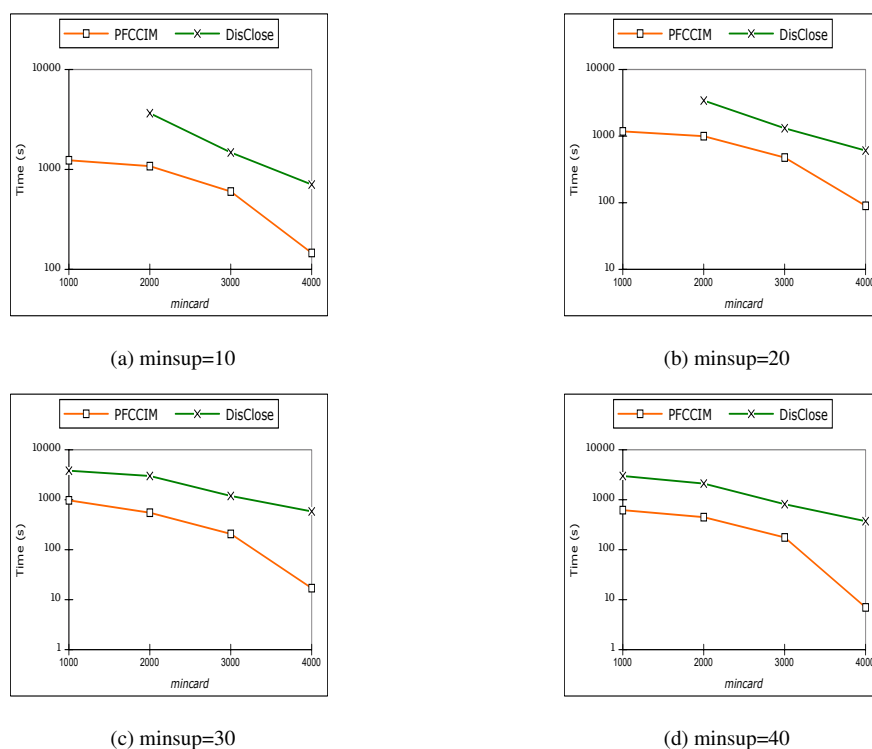 PFCCIM DisClose
10000
1000
100
Time (s)
1000 2000 3000 4000
mincard
(a) minsup=10
PFCCIM DisClose
10000
1000
100
10
Time (s)
1000 2000 3000 4000
mincard
(b) minsup=20
PFCCIM DisClose
10000
1000
100
10
1
Time (s)
1000 2000 3000 4000
mincard
(c) minsup=30
PFCCIM DisClose
10000
1000
100
10
1
Time (s)
1000 2000 3000 4000
mincard
(d) minsup=40